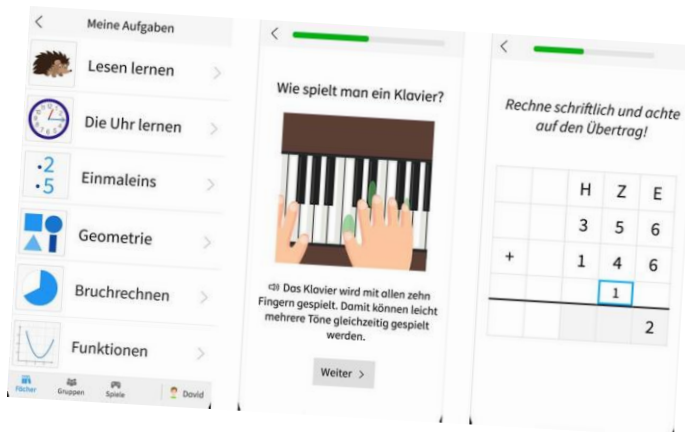 Meine Aufgaben
Lesen lernen
Die Uhr lernen
·2
·5
Einmaleins
Geometrie
Bruchrechnen
Funktionen
Fächer
Gruppen
Spiele
David
Wie spielt man ein Klavier?
Das Klavier wird mit allen zehn
Fingern gespielt. Damit können leicht
mehrere Töne gleichzeitig gespielt
werden.
Weiter >
Rechne schriftlich und achte
auf den Übertrag!
H Z E
3 5 6
+ 1 4 6
1
2